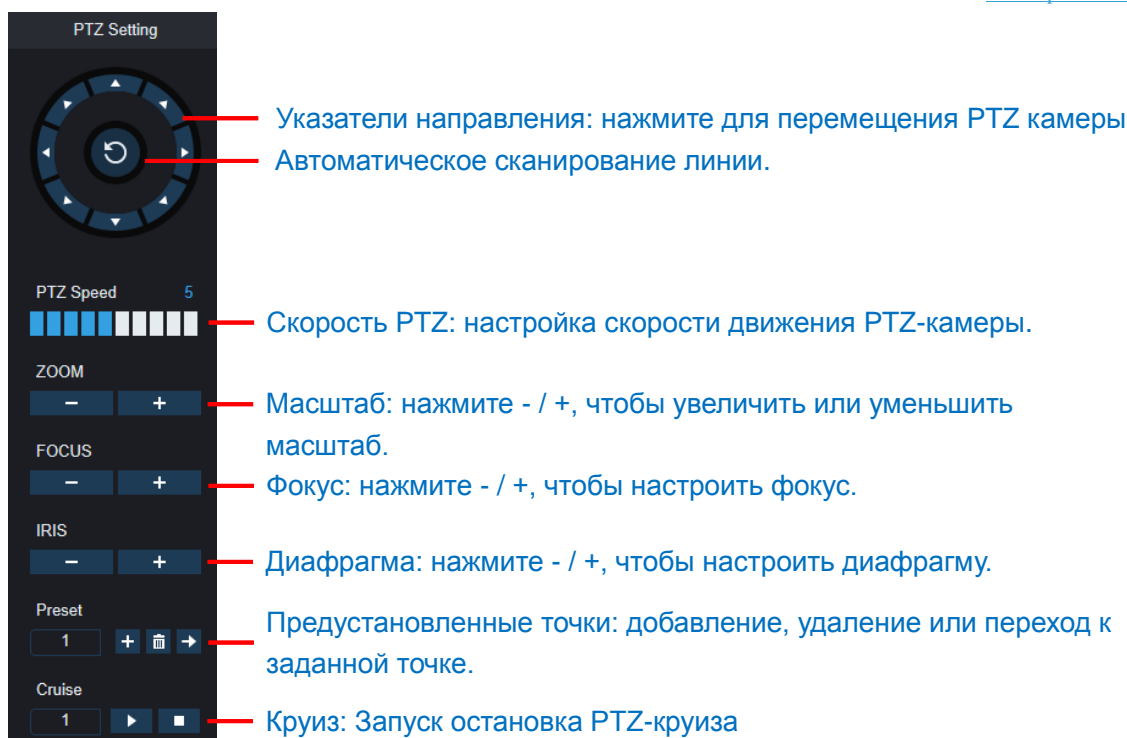 PTZ Setting
Указатели направления: нажмите для перемещения PTZ камеры
Автоматическое сканирование линии.
PTZ Speed 5
Скорость PTZ: настройка скорости движения PTZ-камеры.
ZOOM
− +
Масштаб: нажмите - / +, чтобы увеличить или уменьшить
масштаб.
FOCUS
− +
Фокус: нажмите - / +, чтобы настроить фокус.
IRIS
− +
Диафрагма: нажмите - / +, чтобы настроить диафрагму.
Preset
1 +
Предустановленные точки: добавление, удаление или переход к
заданной точке.
Cruise
1
Круиз: Запуск остановка PTZ-круиза